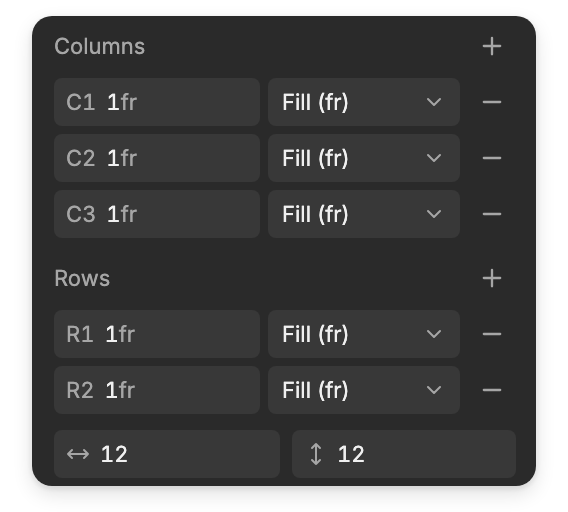 Columns
C1 1fr Fill (fr)
C2 1fr Fill (fr)
C3 1fr Fill (fr)
Rows
R1 1fr Fill (fr)
R2 1fr Fill (fr)
12 12